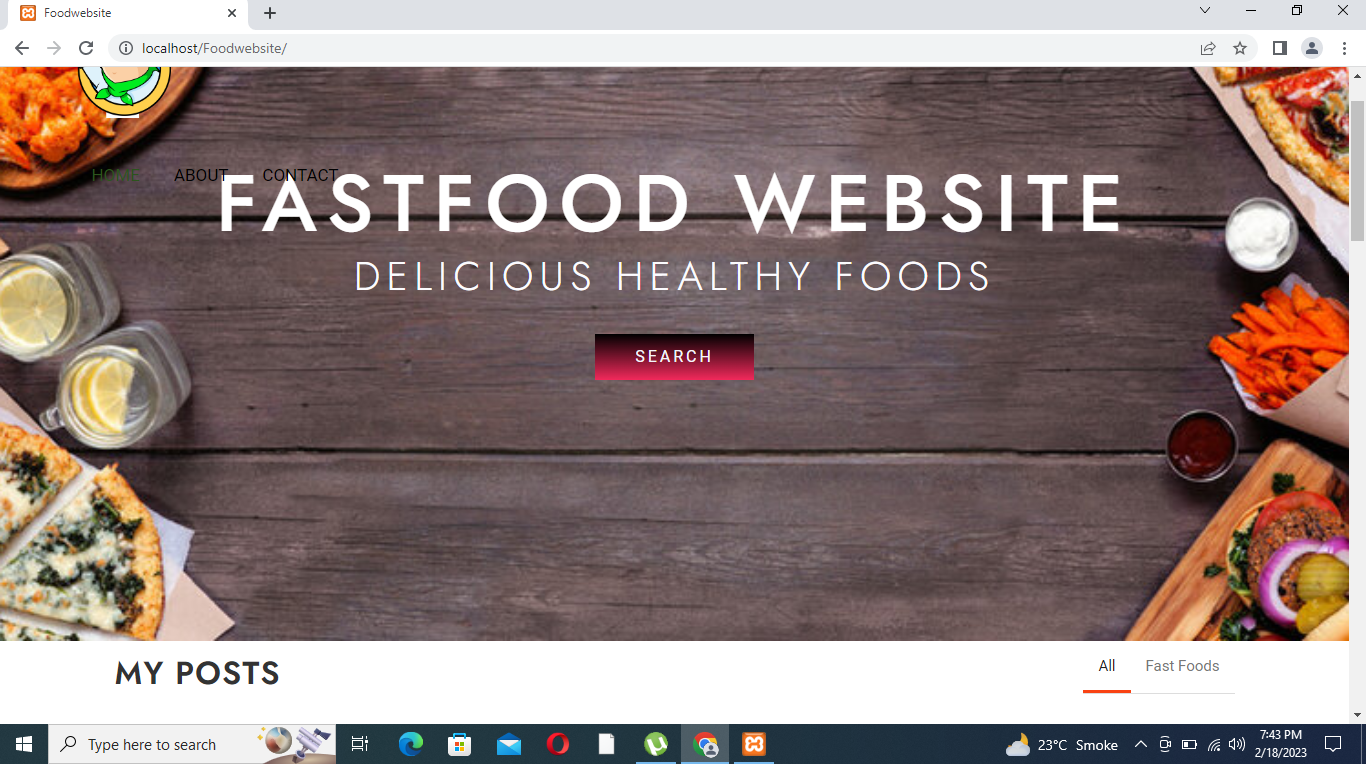 Foodwebsite
localhost/Foodwebsite/
HOME ABOUT CONTACT
FASTFOOD WEBSITE
DELICIOUS HEALTHY FOODS
SEARCH
MY POSTS
All Fast Foods
Type here to search
23°C Smoke
7:43 PM
2/18/2023